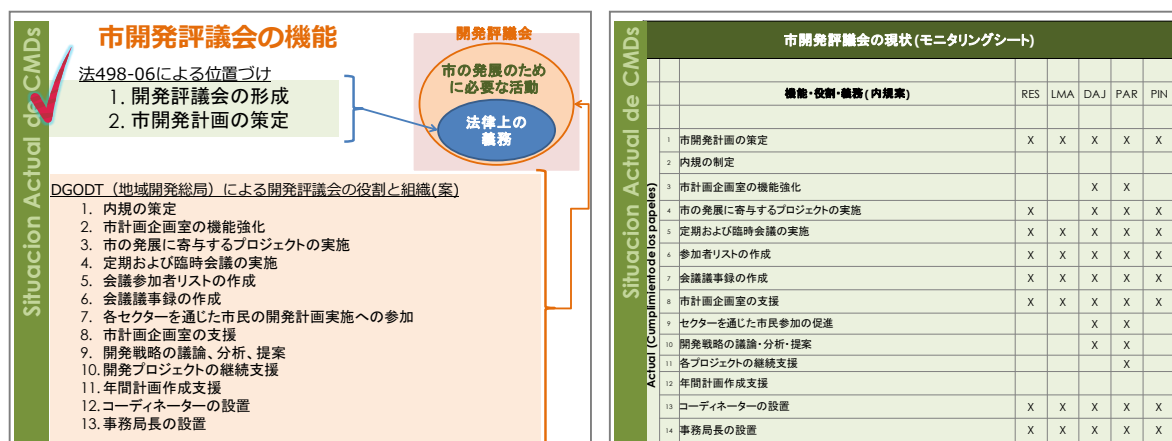 Situacion Actual de CMDs
市開発評議会の機能
法498-06による位置づけ
1. 開発評議会の形成
2. 市開発計画の策定
開発評議会
市の発展のため
に必要な活動
法律上の
義務
DGODT（地域開発総局）による開発評議会の役割と組織(案)
1. 内規の策定
2. 市計画企画室の機能強化
3. 市の発展に寄与するプロジェクトの実施
4. 定期および臨時会議の実施
5. 会議参加者リストの作成
6. 会議議事録の作成
7. 各セクターを通じた市民の開発計画実施への参加
8. 市計画企画室の支援
9. 開発戦略の議論、分析、提案
10. 開発プロジェクトの継続支援
11. 年間計画作成支援
12. コーディネーターの設置
13. 事務局長の設置
Situacion Actual de CMDs
市開発評議会の現状(モニタリングシート)
機能・役割・義務(内規案) RES LMA DAJ PAR PIN
Actual (Cumplimiento de los papeles)
1 市開発計画の策定 X X X X X
2 内規の制定
3 市計画企画室の機能強化 X X
4 市の発展に寄与するプロジェクトの実施 X X X X
5 定期および臨時会議の実施 X X X X X
6 参加者リストの作成 X X X X X
7 会議議事録の作成 X X X X X
8 市計画企画室の支援 X X X X X
9 セクターを通じた市民参加の促進 X X
10 開発戦略の議論・分析・提案 X X
11 各プロジェクトの継続支援 X
12 年間計画作成支援
13 コーディネーターの設置 X X X X X
14 事務局長の設置 X X X X X